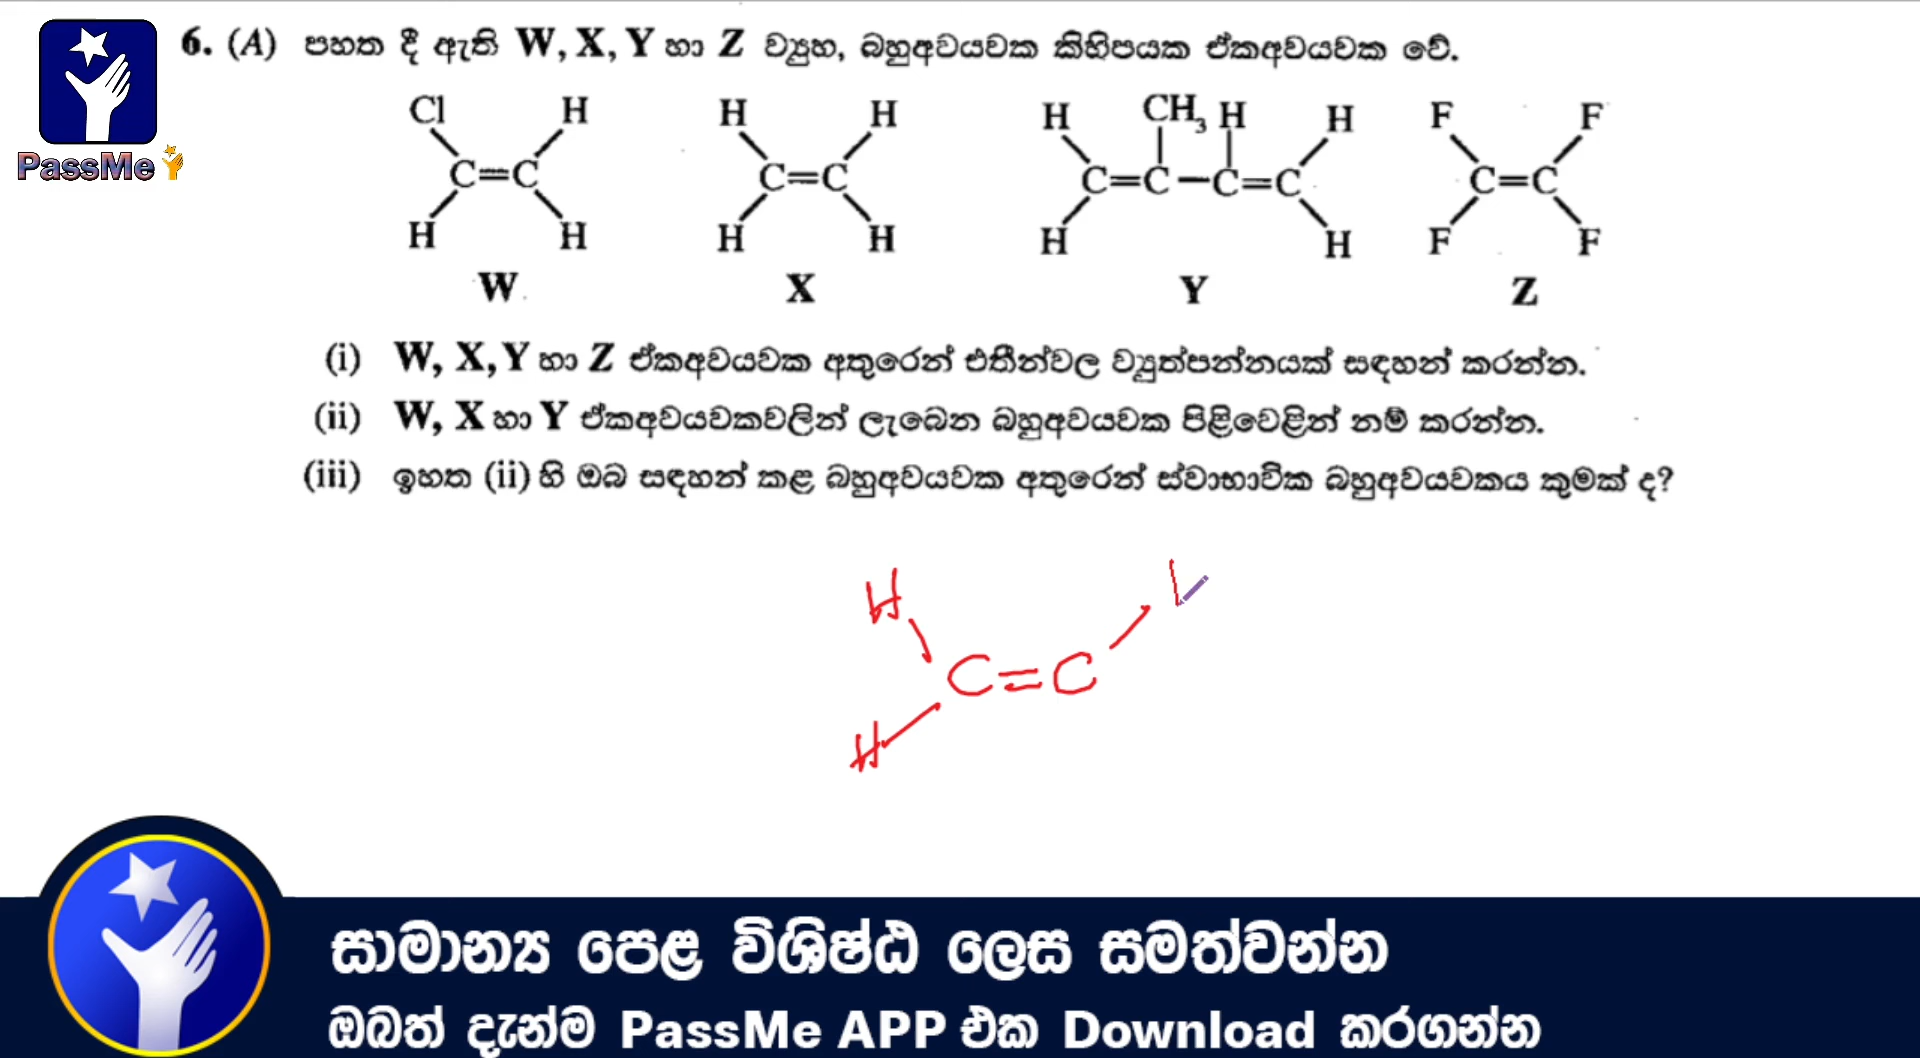 PassMe
6. (A) පහත දී ඇති W, X, Y හා Z ව්‍යුහ, බහුඅවයවක කිහිපයක ඒකඅවයවක වේ.
Cl H H H H CH3 H H F F
C=C C=C C=C–C=C C=C
H H H H H H F F
W X Y Z
(i) W, X, Y හා Z ඒකඅවයවක අතුරෙන් එතීන්වල ව්‍යුත්පන්නයක් සඳහන් කරන්න.
(ii) W, X හා Y ඒකඅවයවකවලින් ලැබෙන බහුඅවයවක පිළිවෙළින් නම් කරන්න.
(iii) ඉහත (ii) හි ඔබ සඳහන් කළ බහුඅවයවක අතුරෙන් ස්වාභාවික බහුඅවයවකය කුමක් ද?
H
C=C
H
සාමාන්‍ය පෙළ විශිෂ්ඨ ලෙස සමත්වන්න
ඔබත් දැන්ම PassMe APP එක Download කරගන්න